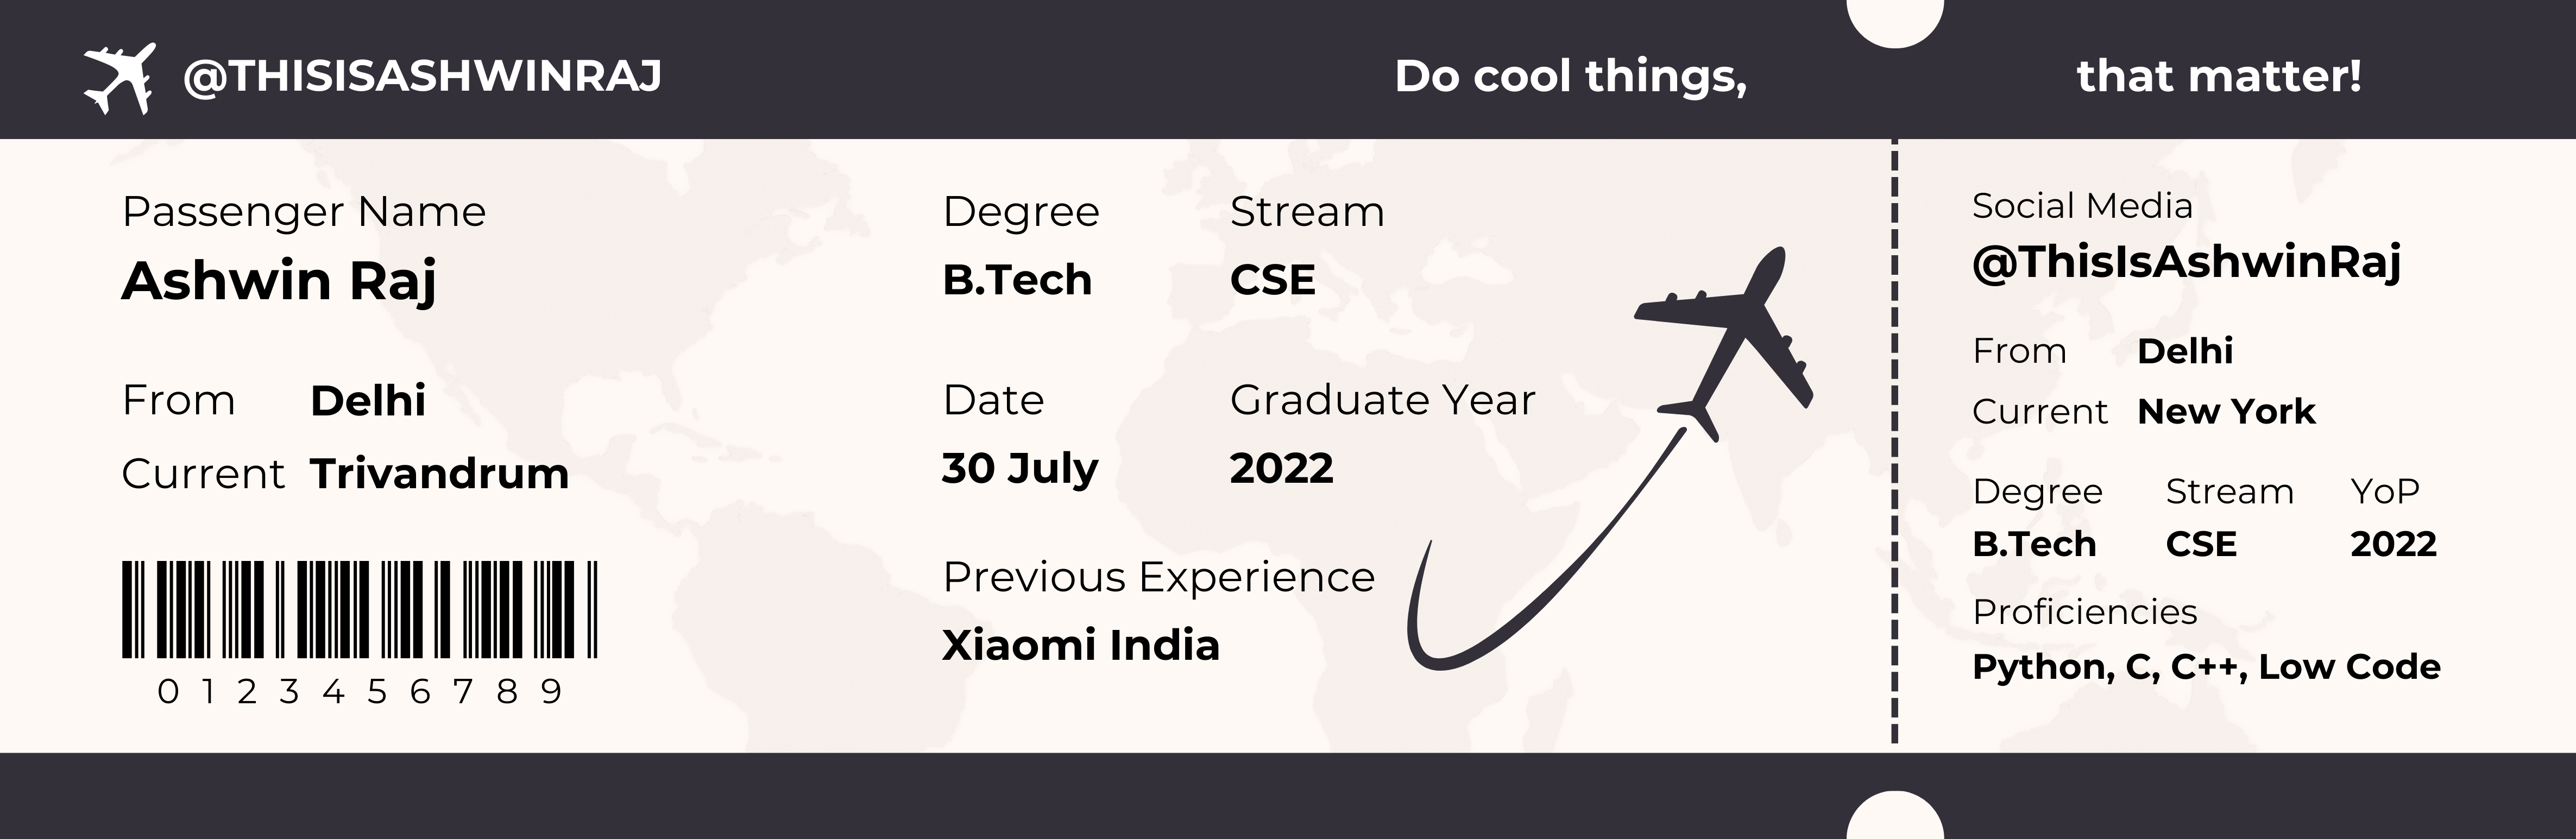 @THISISASHWINRAJ
Do cool things,
that matter!
Passenger Name
Ashwin Raj
From Delhi
Current Trivandrum
0 1 2 3 4 5 6 7 8 9
Degree Stream
B.Tech CSE
Date Graduate Year
30 July 2022
Previous Experience
Xiaomi India
Social Media
@ThisIsAshwinRaj
From Delhi
Current New York
Degree Stream YoP
B.Tech CSE 2022
Proficiencies
Python, C, C++, Low Code